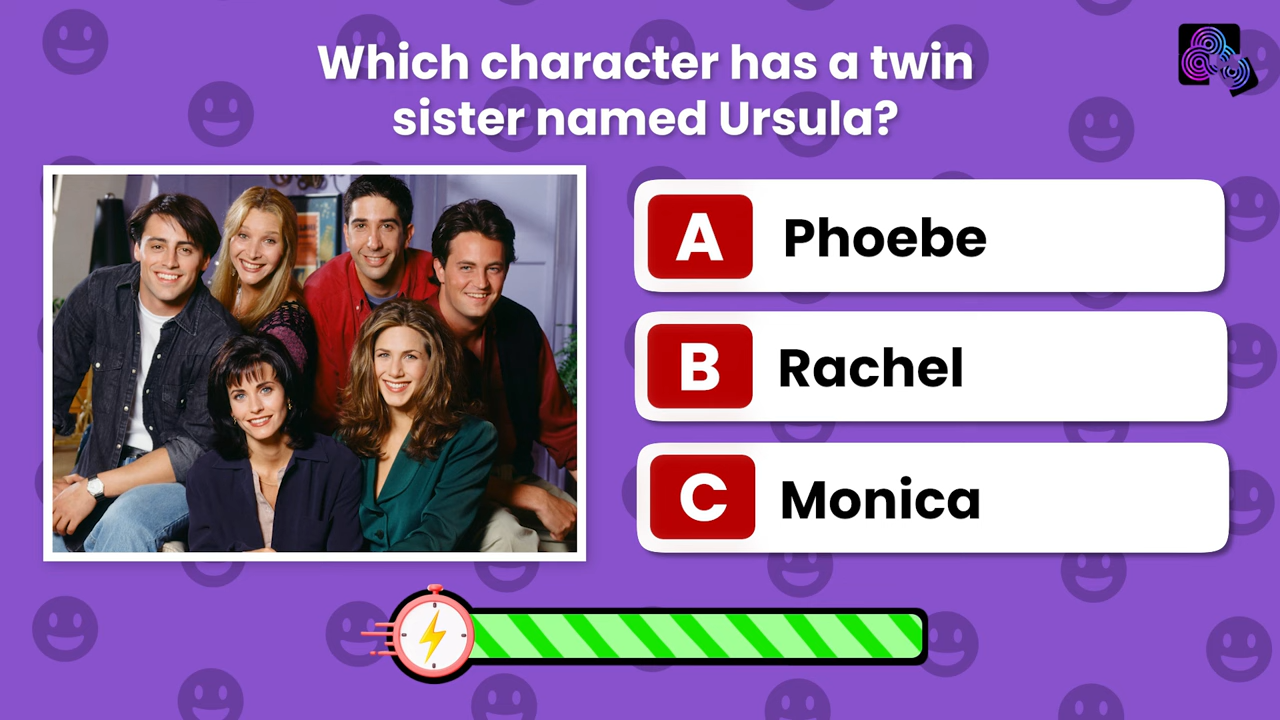 Which character has a twin
sister named Ursula?
A Phoebe
B Rachel
C Monica